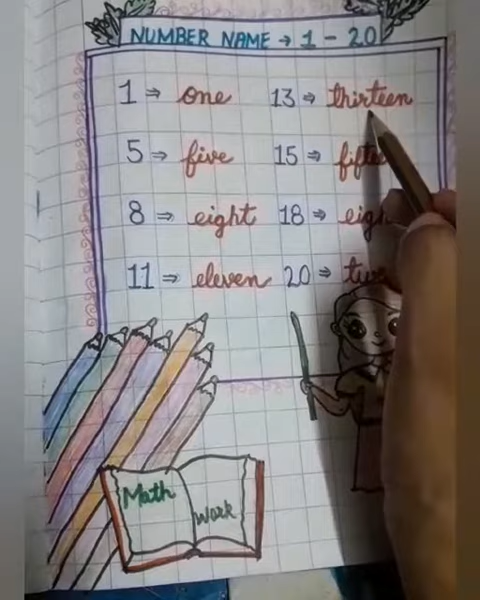 NUMBER NAME → 1 - 20
1 ⇒ one 13 ⇒ thirteen
5 ⇒ five 15 ⇒
8 ⇒ eight 18 ⇒
11 ⇒ eleven 20 ⇒
Math
Work